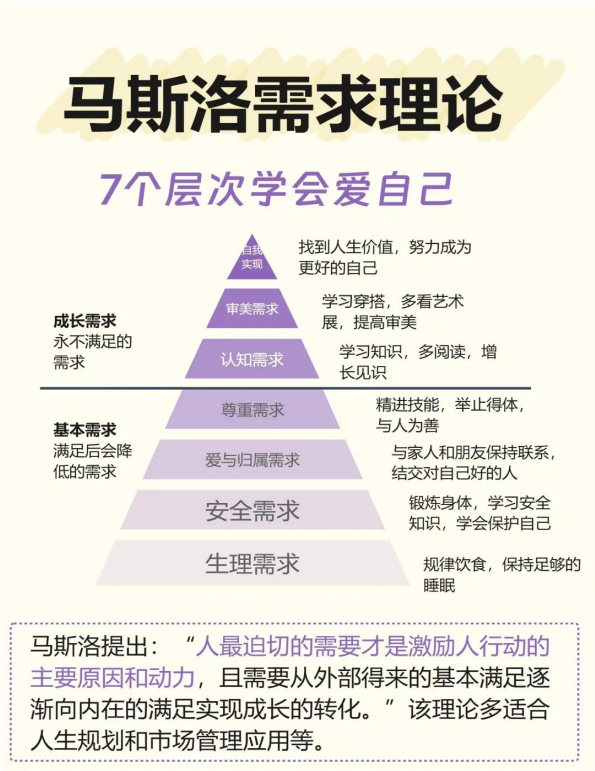 马斯洛需求理论
7个层次学会爱自己
自我
实现
找到人生价值，努力成为
更好的自己
审美需求
学习穿搭，多看艺术
展，提高审美
成长需求
永不满足的
需求
认知需求
学习知识，多阅读，增
长见识
尊重需求
精进技能，举止得体，
与人为善
基本需求
满足后会降
低的需求
爱与归属需求
与家人和朋友保持联系，
结交对自己好的人
安全需求
锻炼身体，学习安全
知识，学会保护自己
生理需求
规律饮食，保持足够的
睡眠
马斯洛提出：“人最迫切的需要才是激励人行动的
主要原因和动力，且需要从外部得来的基本满足逐
渐向内在的满足实现成长的转化。”该理论多适合
人生规划和市场管理应用等。